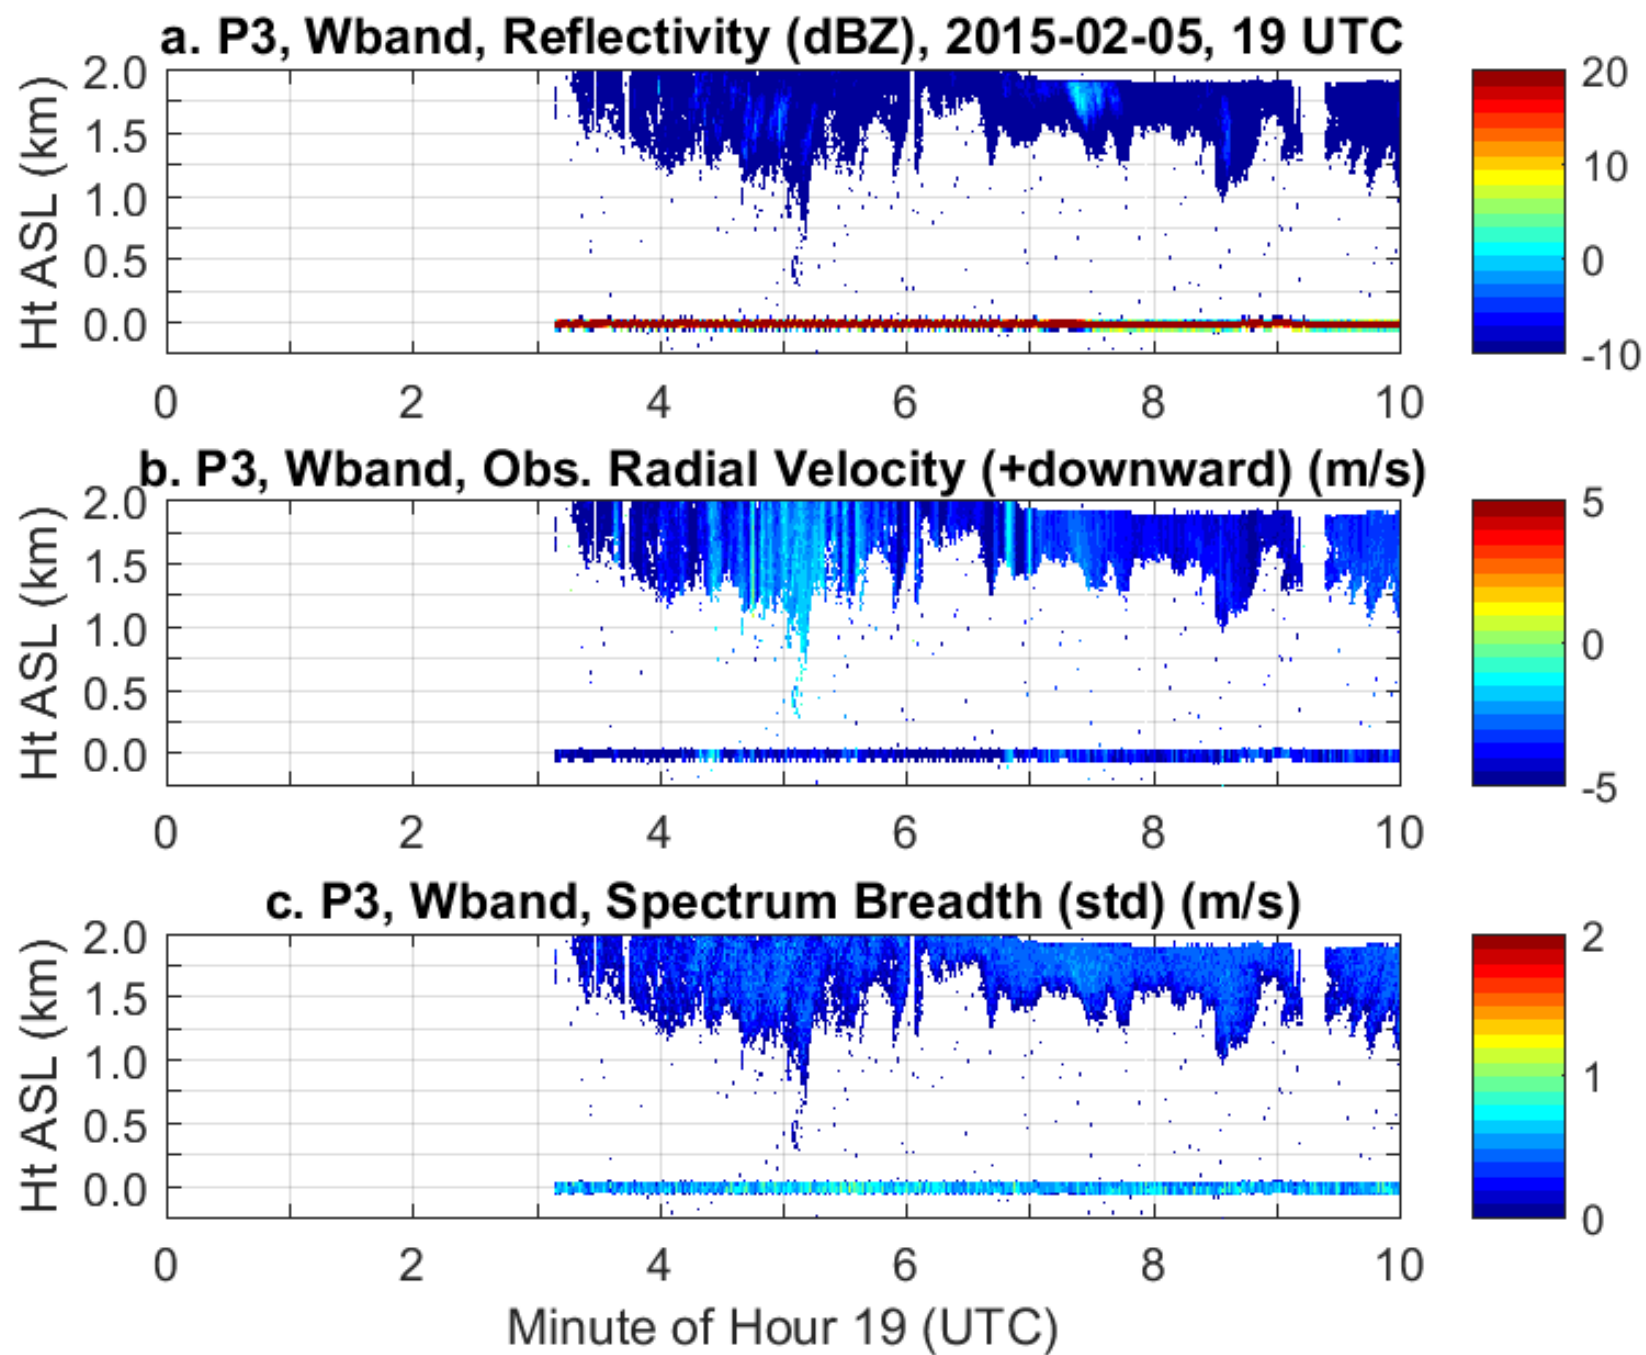 a. P3, Wband, Reflectivity (dBZ), 2015-02-05, 19 UTC
Ht ASL (km)
2.0
1.5
1.0
0.5
0.0
0 2 4 6 8 10
20
10
0
-10
b. P3, Wband, Obs. Radial Velocity (+downward) (m/s)
Ht ASL (km)
2.0
1.5
1.0
0.5
0.0
0 2 4 6 8 10
5
0
-5
c. P3, Wband, Spectrum Breadth (std) (m/s)
Ht ASL (km)
2.0
1.5
1.0
0.5
0.0
0 2 4 6 8 10
2
1
0
Minute of Hour 19 (UTC)